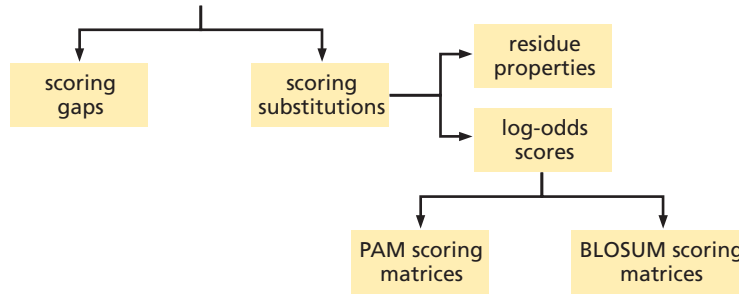 scoring
gaps
scoring
substitutions
residue
properties
log-odds
scores
PAM scoring
matrices
BLOSUM scoring
matrices